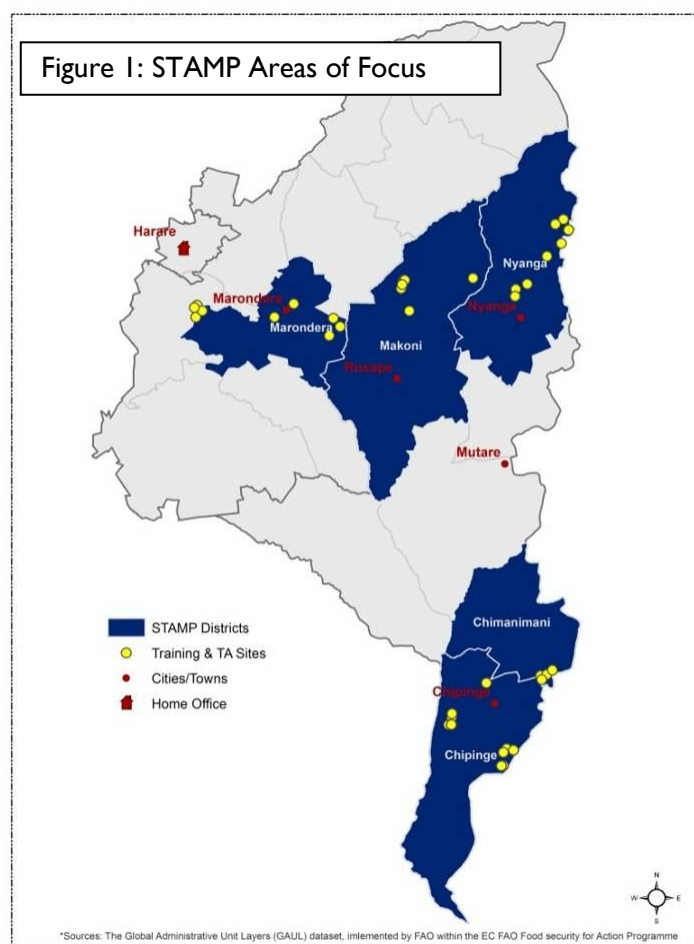 Figure 1: STAMP Areas of Focus
Harare
Nyanga
Marondera
Marondera
Nyanga
Makoni
Rusape
Mutare
Chimanimani
STAMP Districts
Training & TA Sites
Cities/Towns
Home Office
Chipinge
Chipinge
N
W E
S
*Sources: The Global Administrative Unit Layers (GAUL) dataset, imlemented by FAO within the EC FAO Food security for Action Programme